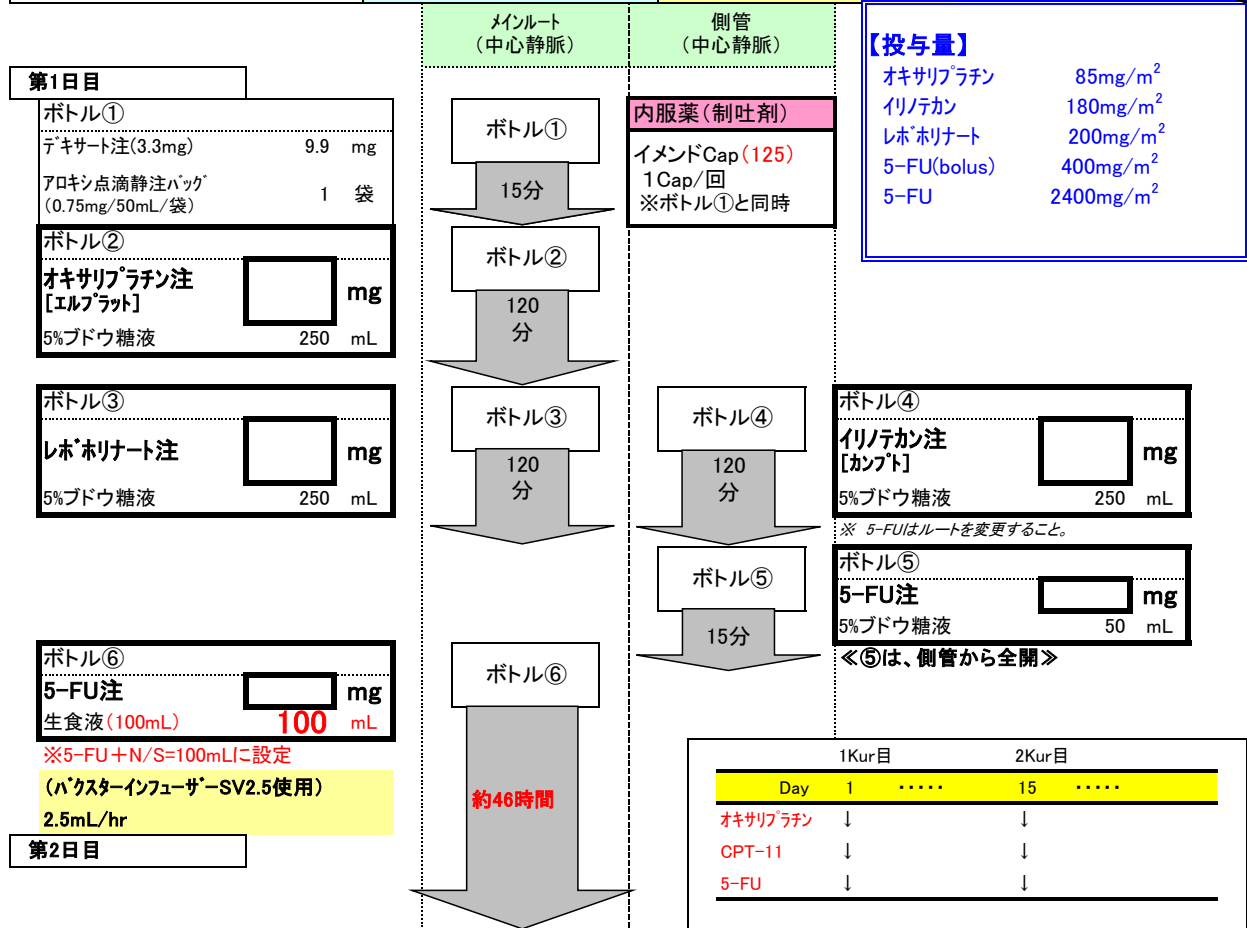 メインルート
（中心静脈）
側管
（中心静脈）
【投与量】
オキサリプラチン 85mg/m2
イリノテカン 180mg/m2
レボホリナート 200mg/m2
5-FU(bolus) 400mg/m2
5-FU 2400mg/m2
第1日目
ボトル①
デキサート注(3.3mg) 9.9 mg
アロキシ点滴静注バッグ
(0.75mg/50mL/袋) 1 袋
ボトル①
15分
内服薬（制吐剤）
イメンドCap（125）
1Cap/回
※ボトル①と同時
ボトル②
オキサリプラチン注
[エルプラット] mg
5%ブドウ糖液 250 mL
ボトル②
120
分
ボトル③
レボホリナート注 mg
5%ブドウ糖液 250 mL
ボトル③
120
分
ボトル④
120
分
ボトル④
イリノテカン注
[カンプト] mg
5%ブドウ糖液 250 mL
※ 5-FUはルートを変更すること。
ボトル⑤
15分
ボトル⑤
5-FU注 mg
5%ブドウ糖液 50 mL
≪⑤は、側管から全開≫
ボトル⑥
5-FU注 mg
生食液（100mL） 100 mL
※5-FU＋N/S=100mLに設定
（バクスターインフューザーSV2.5使用）
2.5mL/hr
ボトル⑥
約46時間
第2日目
1Kur目 2Kur目
Day 1 ・・・・・ 15 ・・・・・
オキサリプラチン ↓ ↓
CPT-11 ↓ ↓
5-FU ↓ ↓